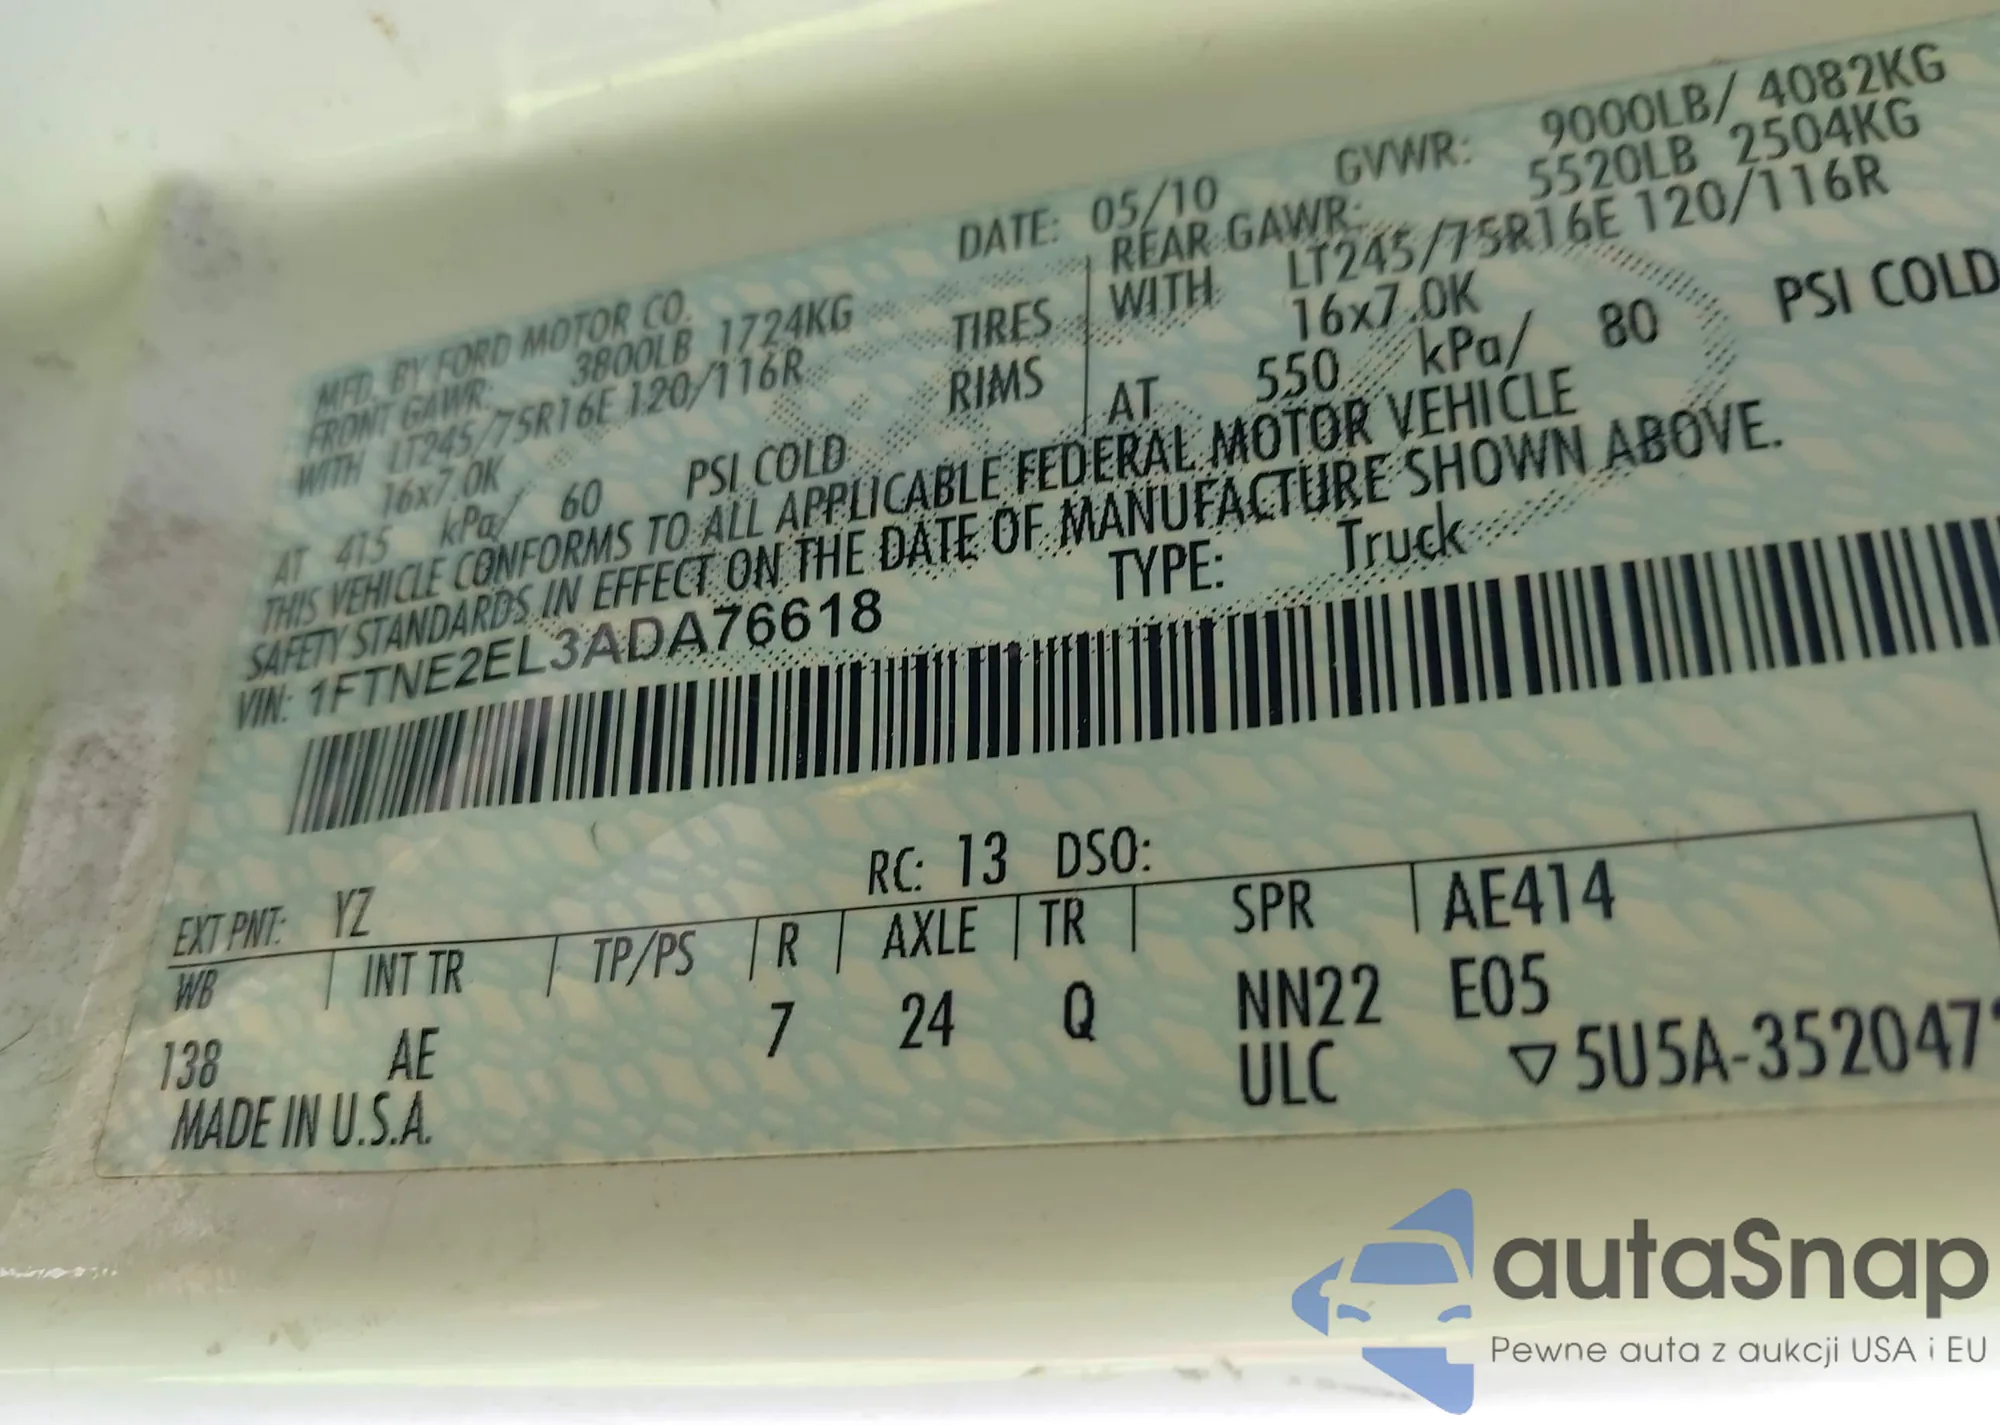 MFD. BY FORD MOTOR CO. DATE: 05/10 GVWR: 9000LB/ 4082KG
FRONT GAWR: 3800LB 1724KG REAR GAWR: 5520LB 2504KG
WITH LT245/75R16E 120/116R TIRES WITH LT245/75R16E 120/116R
16x7.0K RIMS 16x7.0K
AT 415 kPa/ 60 PSI COLD AT 550 kPa/ 80 PSI COLD
THIS VEHICLE CONFORMS TO ALL APPLICABLE FEDERAL MOTOR VEHICLE
SAFETY STANDARDS IN EFFECT ON THE DATE OF MANUFACTURE SHOWN ABOVE.
VIN: 1FTNE2EL3ADA76618 TYPE: Truck
EXT PNT: YZ RC: 13 DSO:
WB INT TR TP/PS R AXLE TR SPR AE414
138 AE 7 24 Q NN22 E05
MADE IN U.S.A. ULC ▽5U5A-352047
autaSnap
Pewne auta z aukcji USA i EU